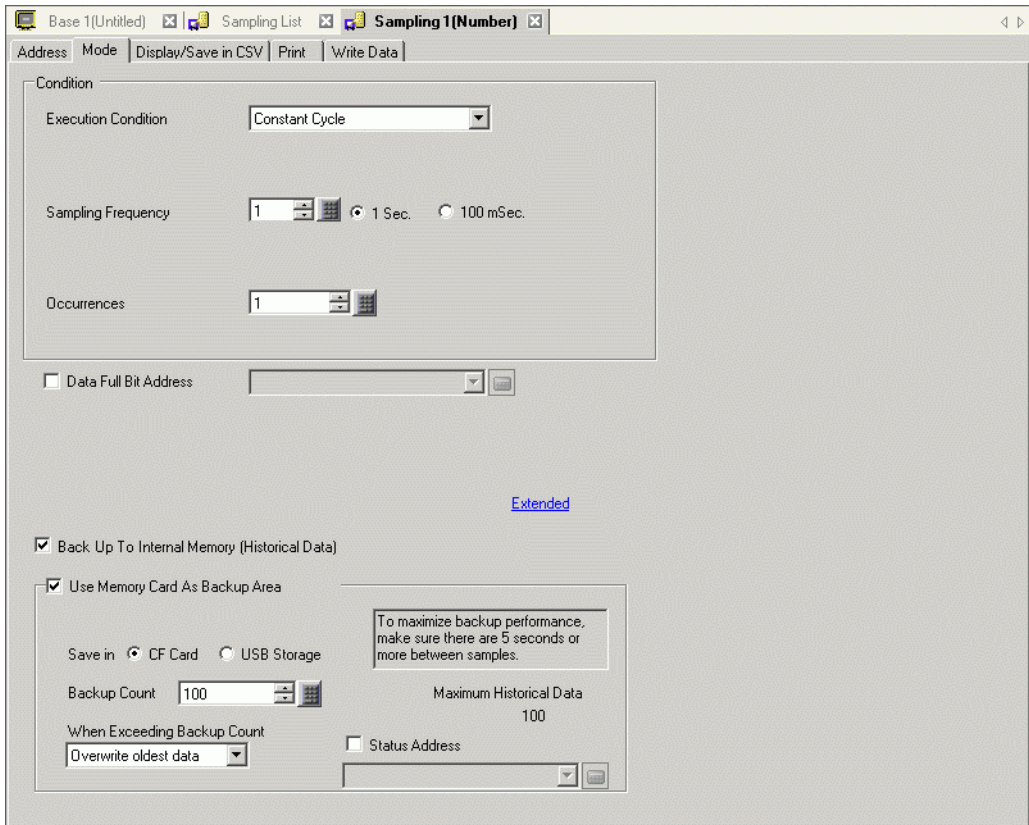 Base 1(Untitled) Sampling List Sampling 1(Number)
Address Mode Display/Save in CSV Print Write Data
Condition
Execution Condition Constant Cycle
Sampling Frequency 1 1 Sec. 100 mSec.
Occurrences 1
Data Full Bit Address
Extended
Back Up To Internal Memory (Historical Data)
Use Memory Card As Backup Area
To maximize backup performance,
make sure there are 5 seconds or
more between samples.
Save in CF Card USB Storage
Backup Count 100 Maximum Historical Data
100
When Exceeding Backup Count
Status Address
Overwrite oldest data